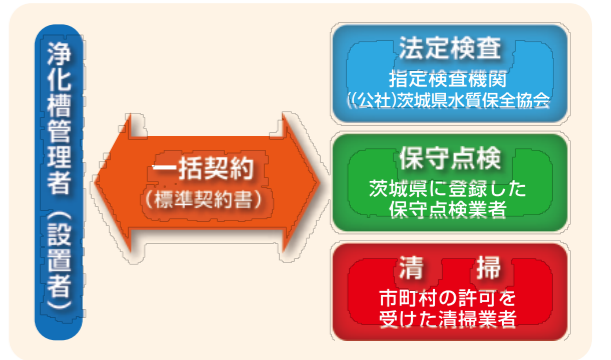 浄化槽管理者（設置者）
一括契約
（標準契約書）
法定検査
指定検査機関
((公社)茨城県水質保全協会
保守点検
茨城県に登録した
保守点検業者
清　掃
市町村の許可を
受けた清掃業者